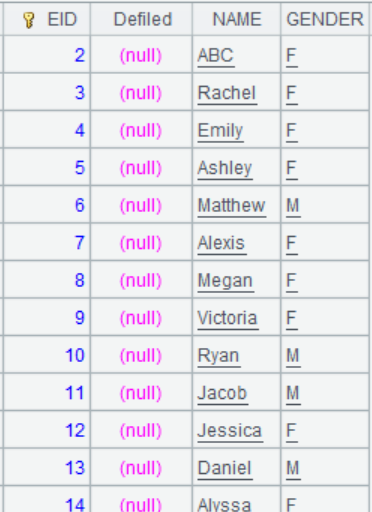 EID Defiled NAME GENDER
2 (null) ABC F
3 (null) Rachel F
4 (null) Emily F
5 (null) Ashley F
6 (null) Matthew M
7 (null) Alexis F
8 (null) Megan F
9 (null) Victoria F
10 (null) Ryan M
11 (null) Jacob M
12 (null) Jessica F
13 (null) Daniel M
14 (null) Alyssa F